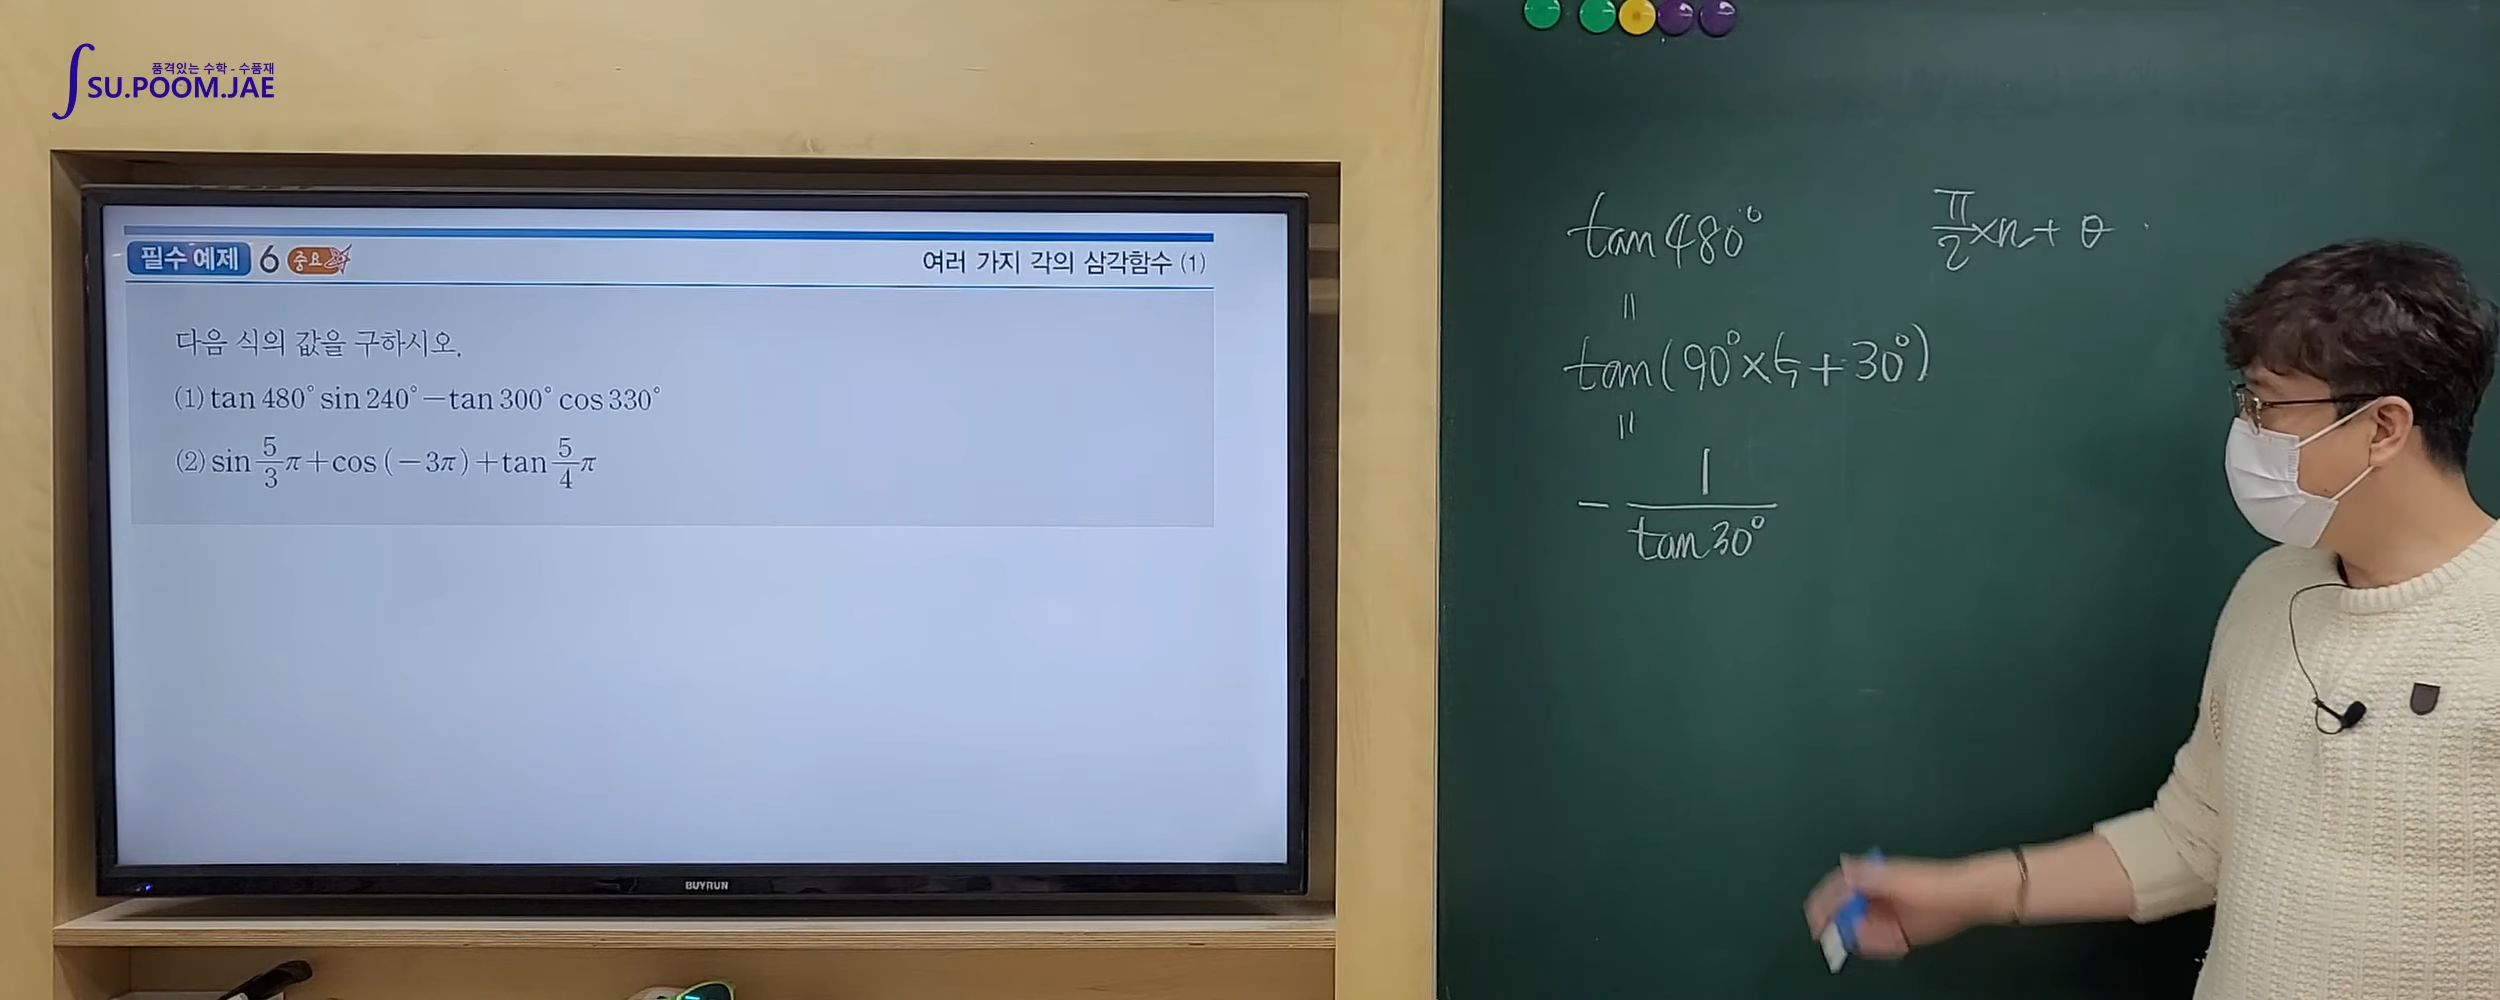 품격있는 수학 - 수품재
SU.POOM.JAE
필수 예제 6 중요 여러 가지 각의 삼각함수 (1)
다음 식의 값을 구하시오.
(1) tan 480° sin 240° − tan 300° cos 330°
(2) sin 5/3 π + cos (−3π) + tan 5/4 π
BUYRUN
tan 480°
=
tan(90°×5+30°)
=
− 1/tan30°
π/2 ×n+ θ